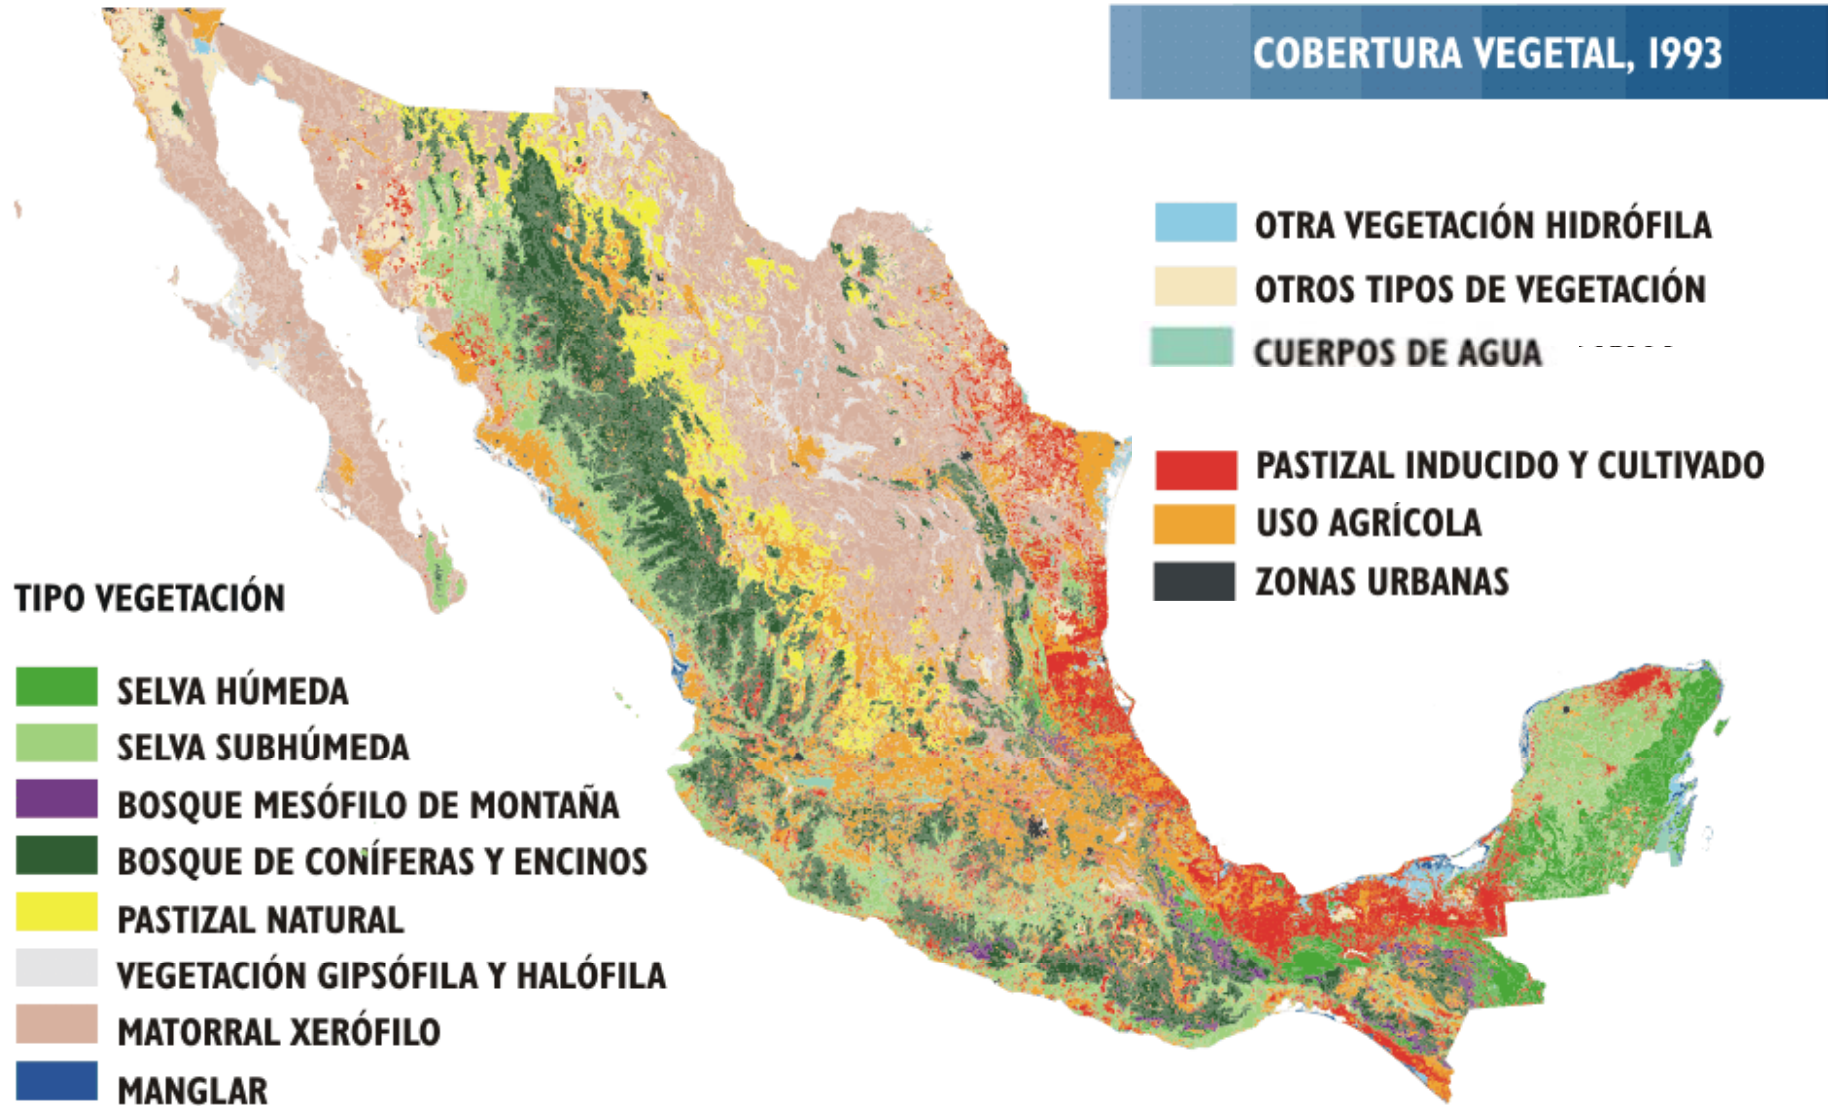 COBERTURA VEGETAL, 1993
OTRA VEGETACIÓN HIDRÓFILA
OTROS TIPOS DE VEGETACIÓN
CUERPOS DE AGUA
PASTIZAL INDUCIDO Y CULTIVADO
USO AGRÍCOLA
ZONAS URBANAS
TIPO VEGETACIÓN
SELVA HÚMEDA
SELVA SUBHÚMEDA
BOSQUE MESÓFILO DE MONTAÑA
BOSQUE DE CONÍFERAS Y ENCINOS
PASTIZAL NATURAL
VEGETACIÓN GIPSÓFILA Y HALÓFILA
MATORRAL XERÓFILO
MANGLAR